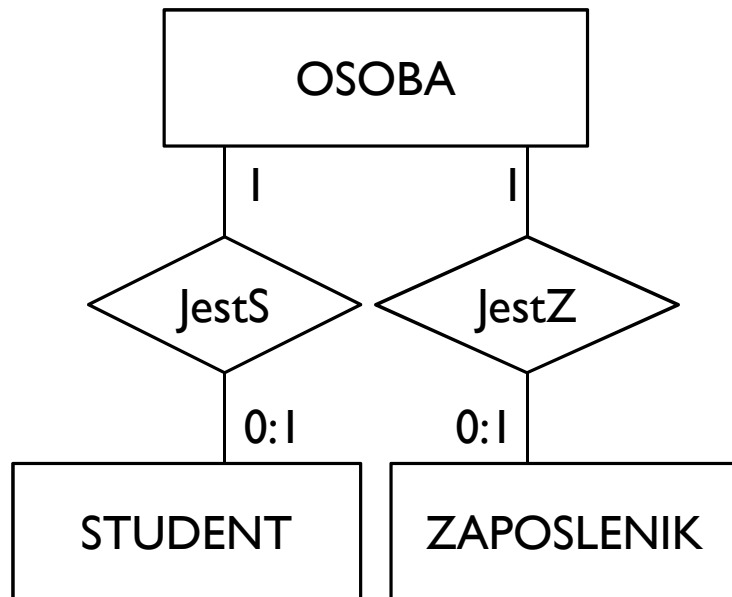 OSOBA
1 1
JestS JestZ
0:1 0:1
STUDENT ZAPOSLENIK